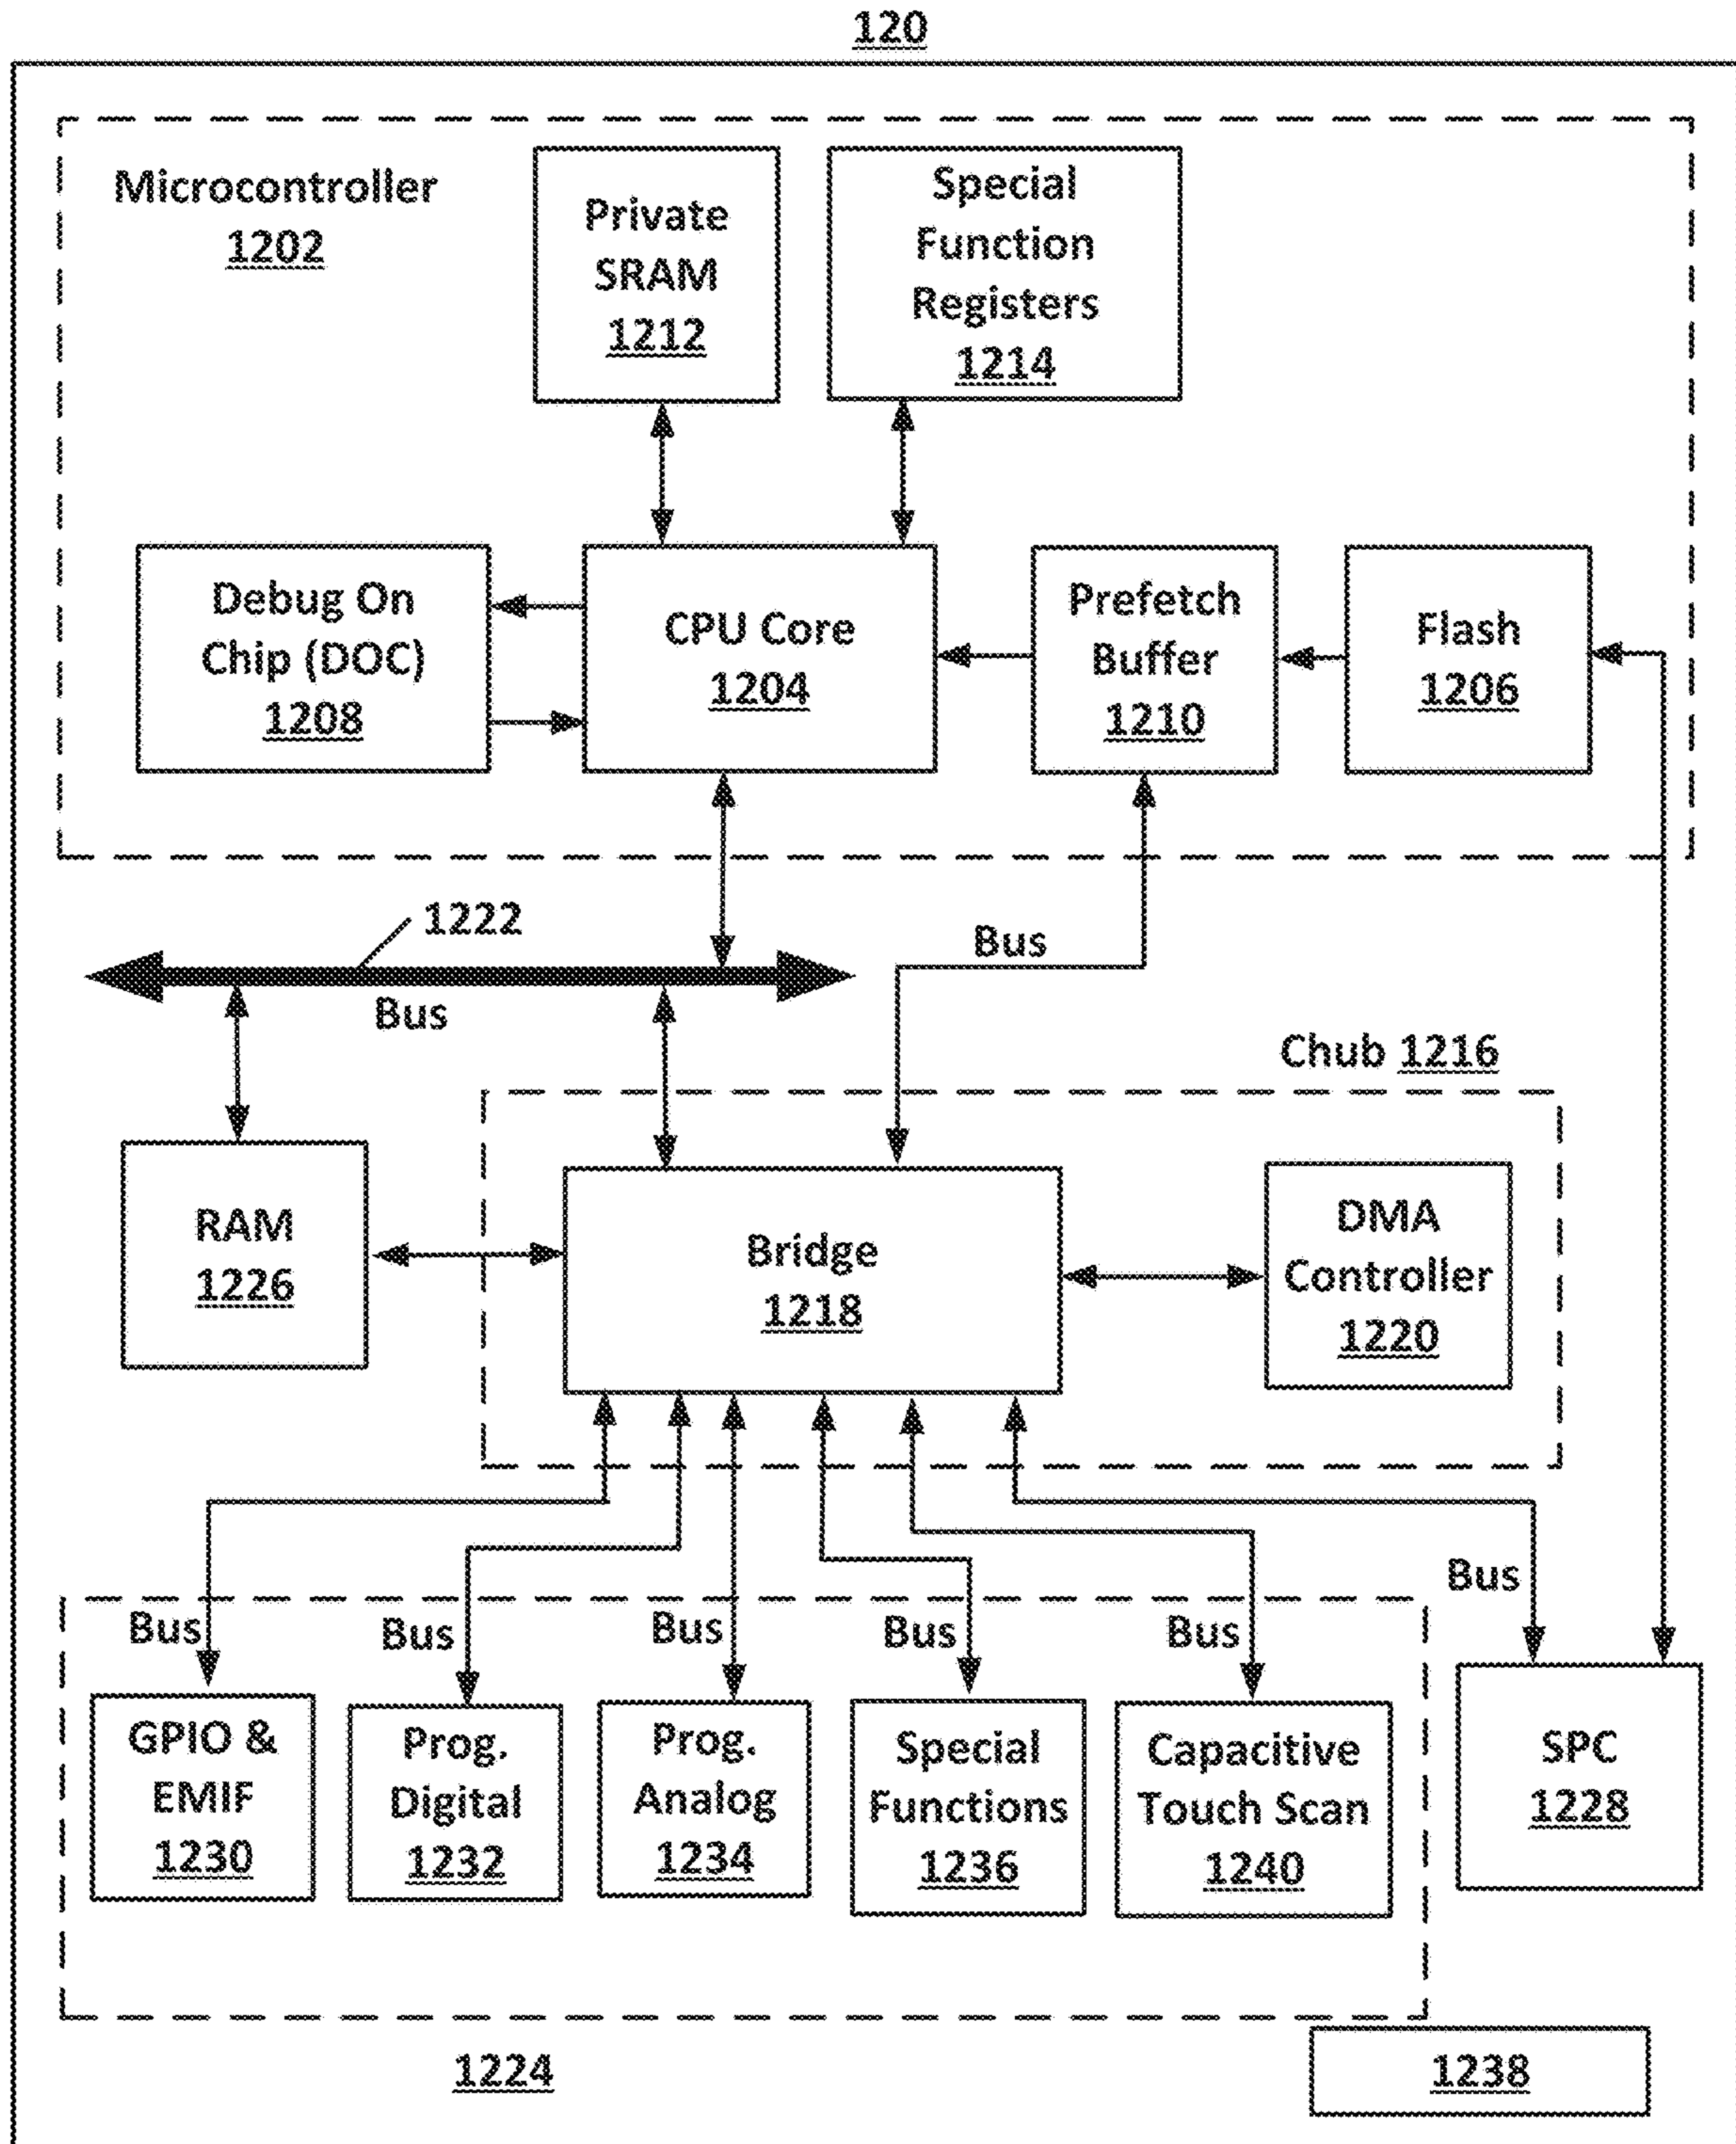 120
Microcontroller
1202
Private
SRAM
1212
Special
Function
Registers
1214
Debug On
Chip (DOC)
1208
CPU Core
1204
Prefetch
Buffer
1210
Flash
1206
1222
Bus
Bus
Chub 1216
RAM
1226
Bridge
1218
DMA
Controller
1220
Bus
Bus
Bus
Bus
Bus
Bus
GPIO &
EMIF
1230
Prog.
Digital
1232
Prog.
Analog
1234
Special
Functions
1236
Capacitive
Touch Scan
1240
SPC
1228
1224
1238